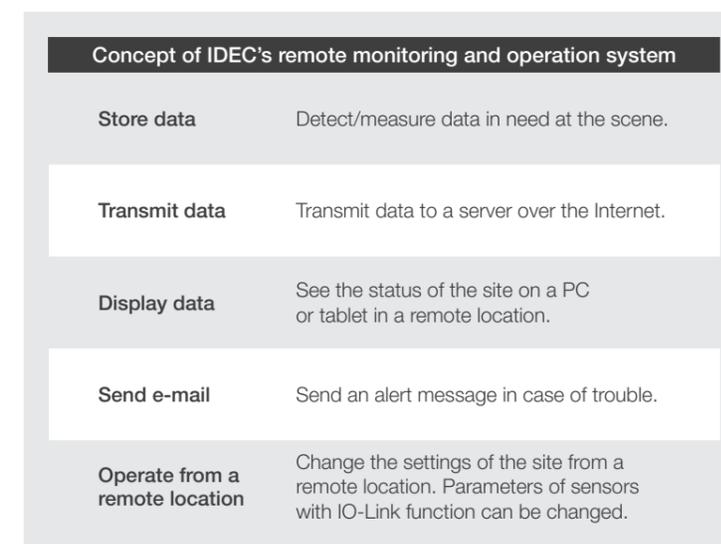 Concept of IDEC's remote monitoring and operation system
Store data
Detect/measure data in need at the scene.
Transmit data
Transmit data to a server over the Internet.
Display data
See the status of the site on a PC
or tablet in a remote location.
Send e-mail
Send an alert message in case of trouble.
Operate from a
remote location
Change the settings of the site from a
remote location. Parameters of sensors
with IO-Link function can be changed.